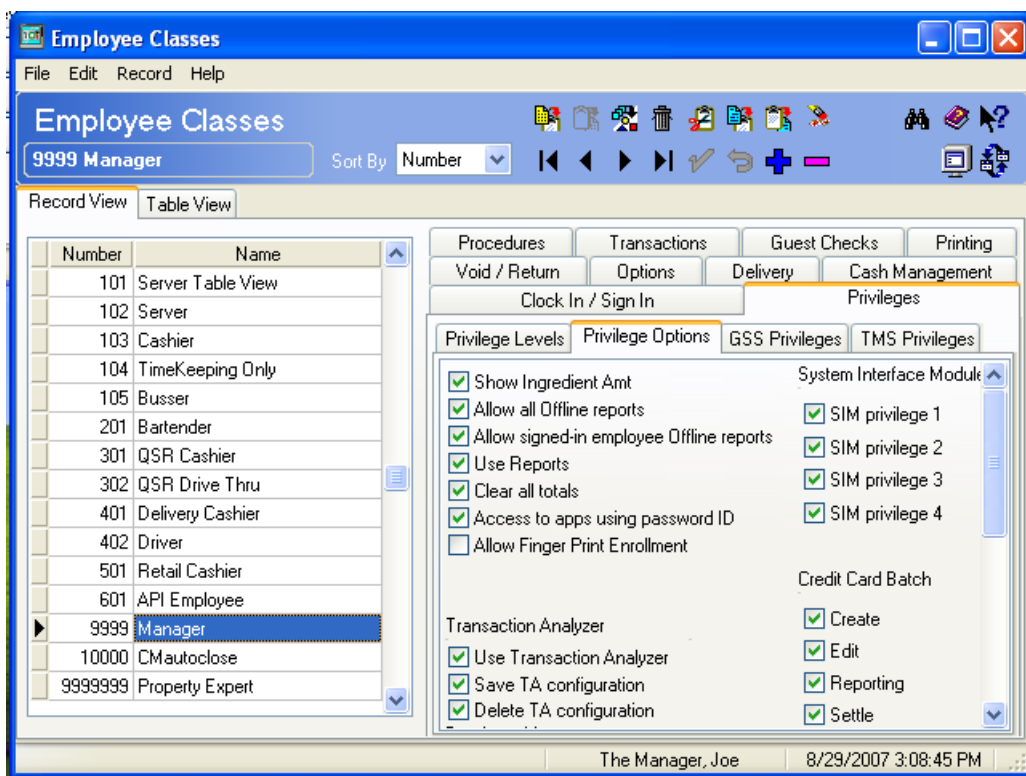 Employee Classes
File Edit Record Help
Employee Classes
9999 Manager
Sort By Number
Record View Table View
Number Name
101 Server Table View
102 Server
103 Cashier
104 TimeKeeping Only
105 Busser
201 Bartender
301 QSR Cashier
302 QSR Drive Thru
401 Delivery Cashier
402 Driver
501 Retail Cashier
601 API Employee
9999 Manager
10000 CMautoclose
9999999 Property Expert
Procedures Transactions Guest Checks Printing
Void / Return Options Delivery Cash Management
Clock In / Sign In Privileges
Privilege Levels Privilege Options GSS Privileges TMS Privileges
Show Ingredient Amt
Allow all Offline reports
Allow signed-in employee Offline reports
Use Reports
Clear all totals
Access to apps using password ID
Allow Finger Print Enrollment
Transaction Analyzer
Use Transaction Analyzer
Save TA configuration
Delete TA configuration
System Interface Module
SIM privilege 1
SIM privilege 2
SIM privilege 3
SIM privilege 4
Credit Card Batch
Create
Edit
Reporting
Settle
The Manager, Joe 8/29/2007 3:08:45 PM